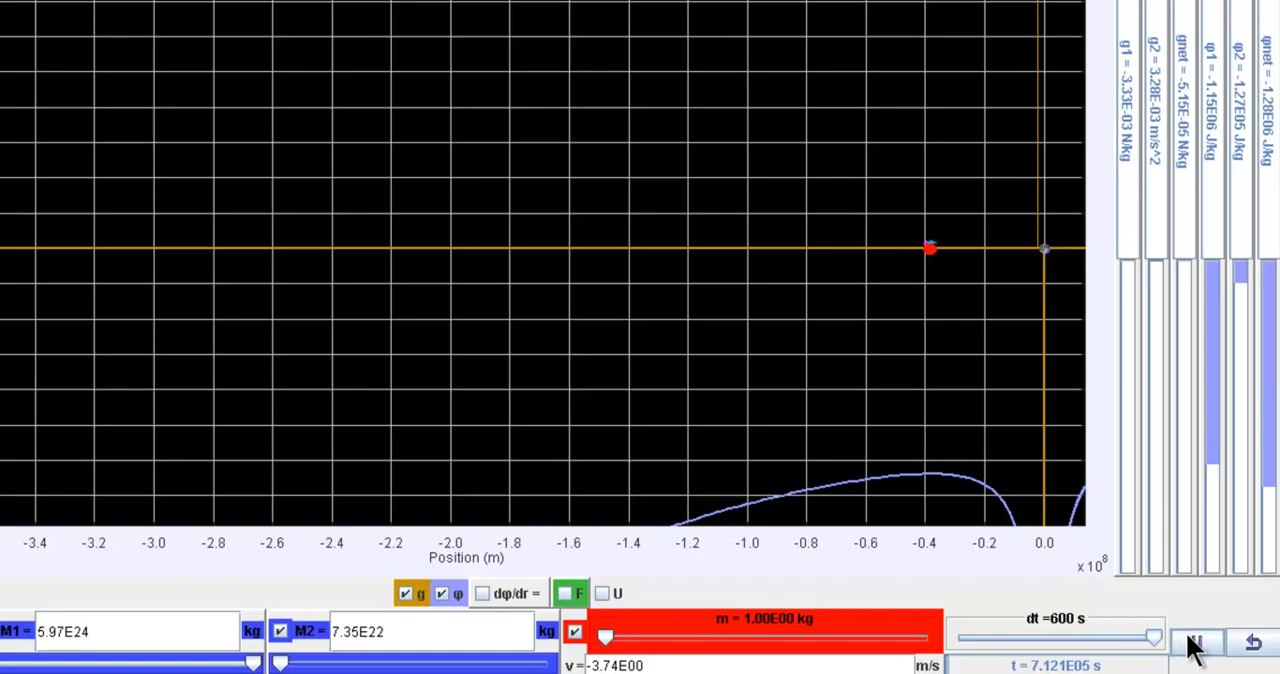 g1 = -3.33E-03 N/kg
g2 = 3.28E-03 m/s^2
gnet = -5.15E-05 N/kg
φ1 = -1.15E06 J/kg
φ2 = -1.27E05 J/kg
φnet = -1.28E06 J/kg
-3.4 -3.2 -3.0 -2.8 -2.6 -2.4 -2.2 -2.0 -1.8 -1.6 -1.4 -1.2 -1.0 -0.8 -0.6 -0.4 -0.2 0.0
Position (m)
x 10⁸
g φ dφ/dr = F U
M1 = 5.97E24 kg M2 = 7.35E22 kg m = 1.00E00 kg dt =600 s
v = -3.74E00 m/s t = 7.121E05 s